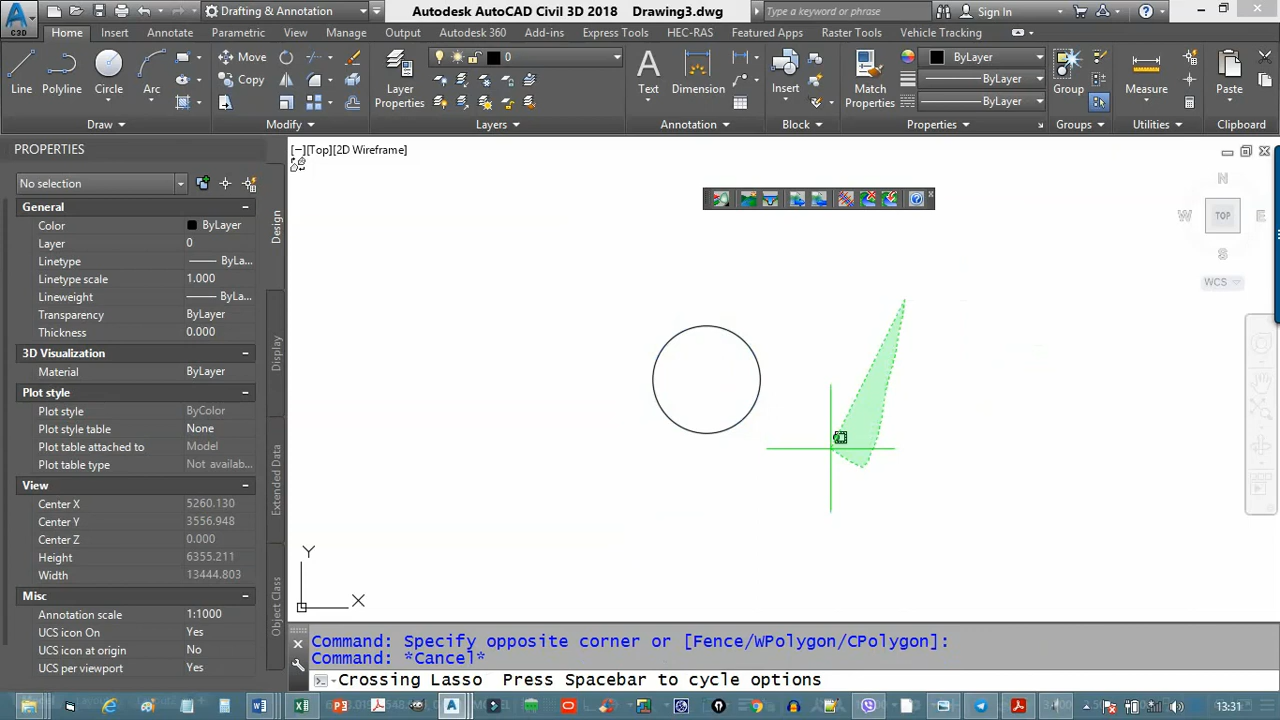 C3D
Drafting & Annotation
Autodesk AutoCAD Civil 3D 2018 Drawing3.dwg
Type a keyword or phrase
Sign In
Home Insert Annotate Parametric View Manage Output Autodesk 360 Add-ins Express Tools HEC-RAS Featured Apps Raster Tools Vehicle Tracking
Line
Polyline
Circle
Arc
Move
Copy
Layer
Properties
0
Text
Dimension
Insert
Match
Properties
ByLayer
ByLayer
ByLayer
Group
Measure
Paste
Draw
Modify
Layers
Annotation
Block
Properties
Groups
Utilities
Clipboard
PROPERTIES
No selection
General
Color ByLayer
Layer 0
Linetype ByLa...
Linetype scale 1.000
Lineweight ByLa...
Transparency ByLayer
Thickness 0.000
3D Visualization
Material ByLayer
Plot style
Plot style ByColor
Plot style table None
Plot table attached to Model
Plot table type Not availab...
View
Center X 5260.130
Center Y 3556.948
Center Z 0.000
Height 6355.211
Width 13444.803
Misc
Annotation scale 1:1000
UCS icon On Yes
UCS icon at origin No
UCS per viewport Yes
Design
Display
Extended Data
Object Class
[−][Top][2D Wireframe]
N
W TOP E
S
WCS
Y
X
Command: Specify opposite corner or [Fence/WPolygon/CPolygon]:
Command: *Cancel*
Crossing Lasso Press Spacebar to cycle options
13:31